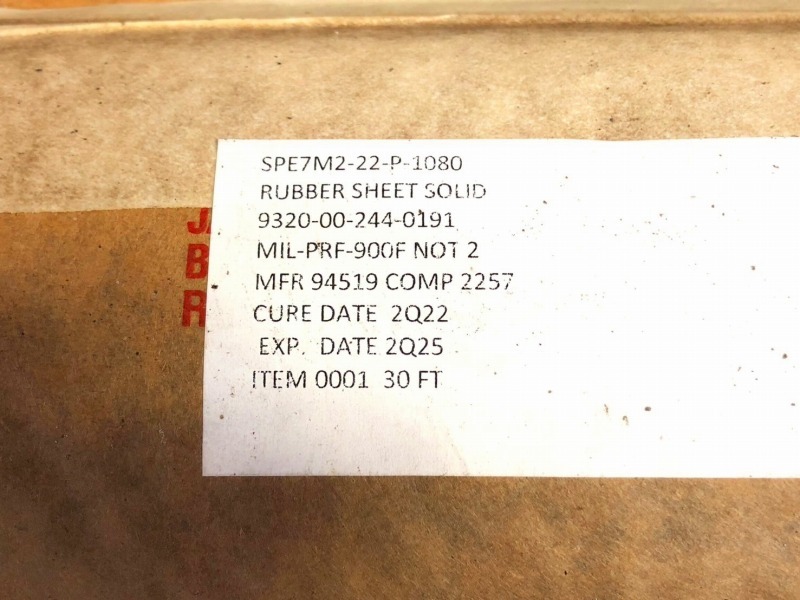 SPE7M2-22-P-1080
RUBBER SHEET SOLID
9320-00-244-0191
MIL-PRF-900F NOT 2
MFR 94519 COMP 2257
CURE DATE 2Q22
EXP. DATE 2Q25
ITEM 0001 30 FT